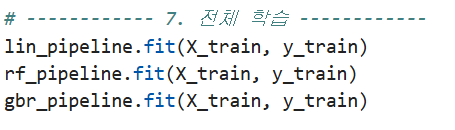 # ------------ 7. 전체 학습 ------------
lin_pipeline.fit(X_train, y_train)
rf_pipeline.fit(X_train, y_train)
gbr_pipeline.fit(X_train, y_train)